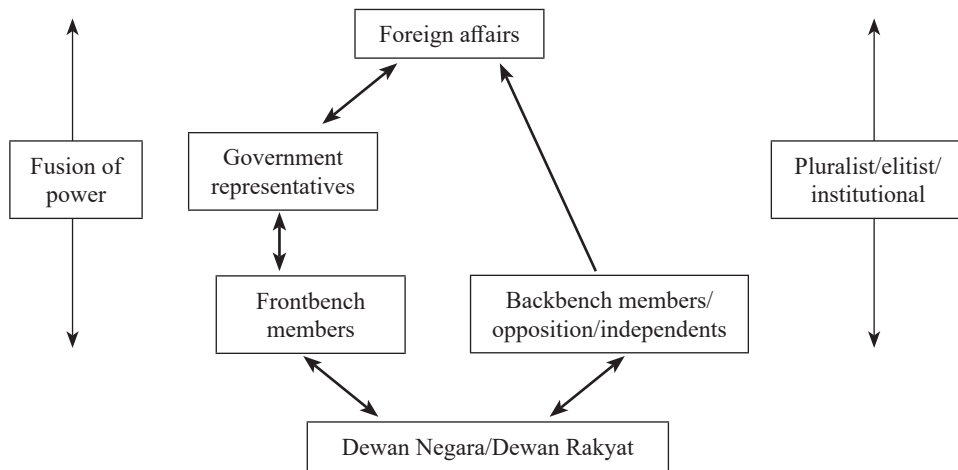 Foreign affairs
Government
representatives
Fusion of
power
Pluralist/elitist/
institutional
Frontbench
members
Backbench members/
opposition/independents
Dewan Negara/Dewan Rakyat